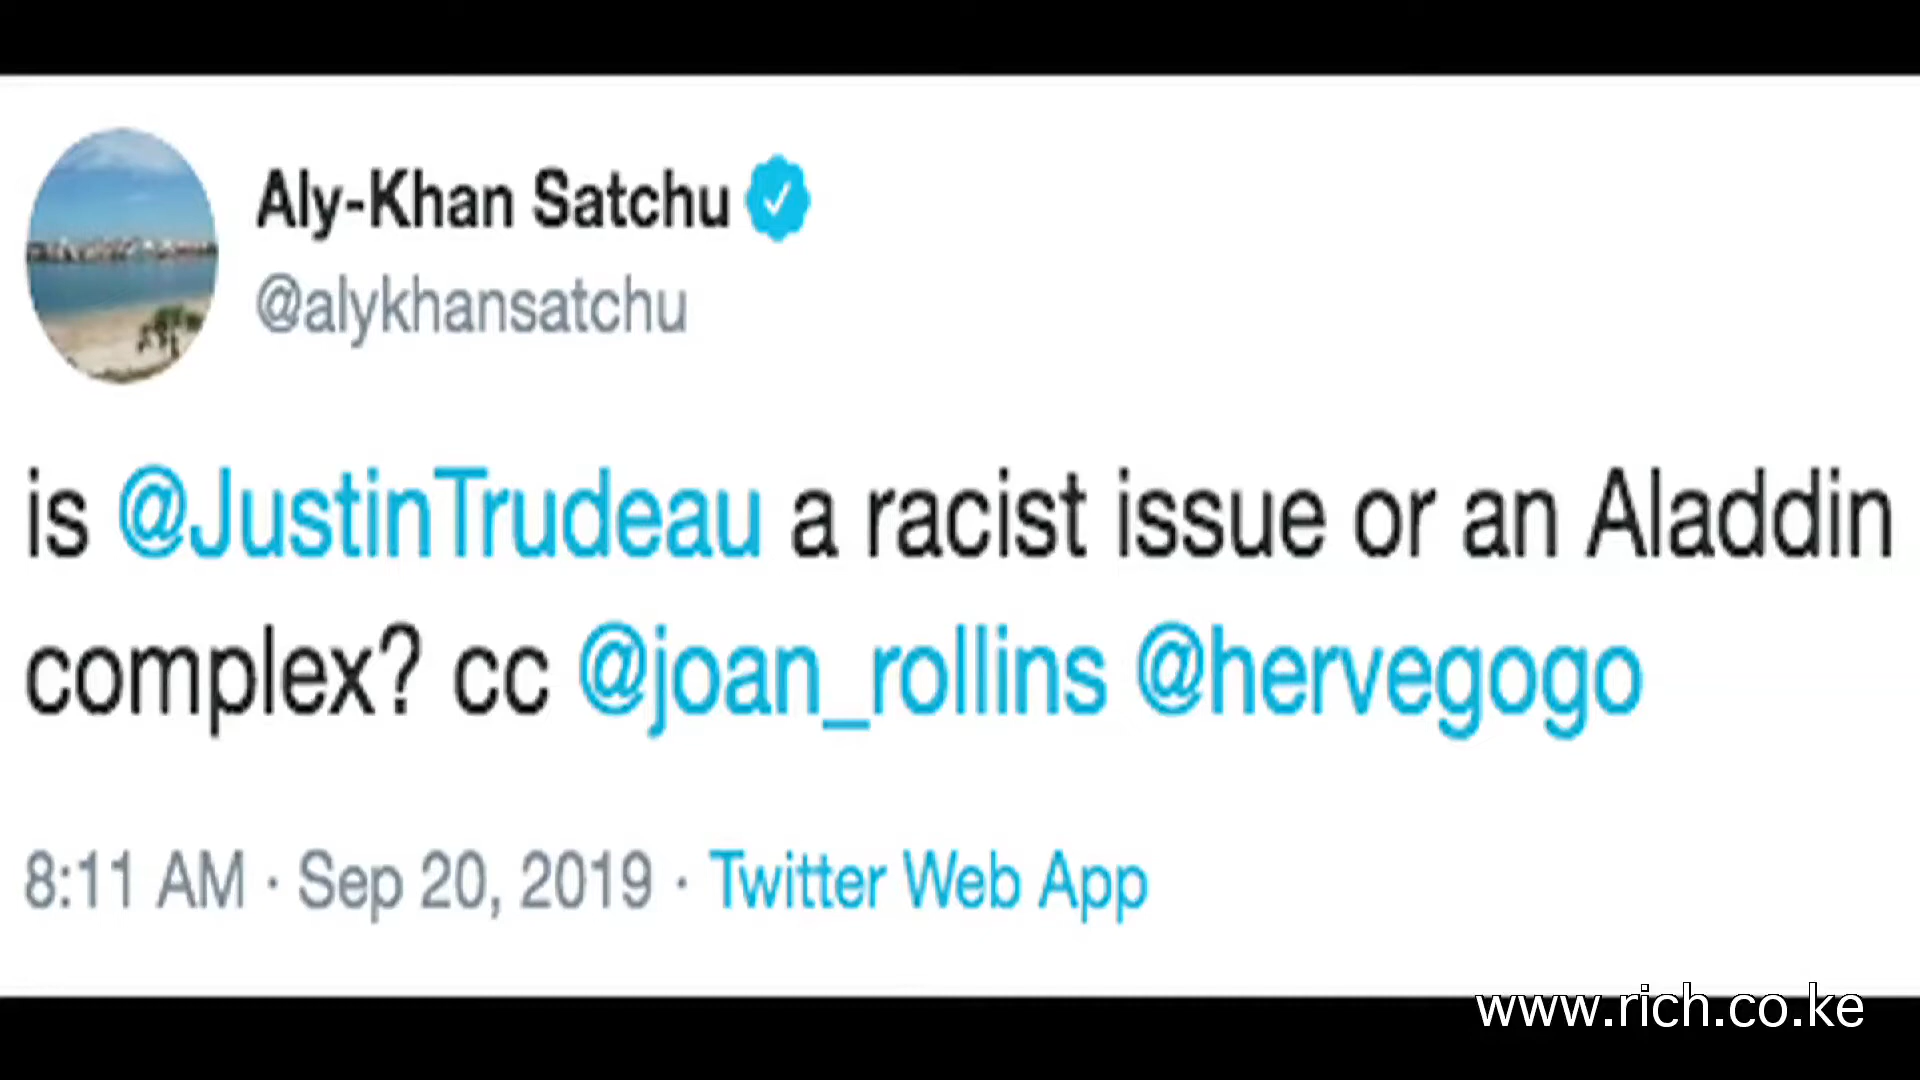 Aly-Khan Satchu
@alykhansatchu
is @JustinTrudeau a racist issue or an Aladdin
complex? cc @joan_rollins @hervegogo
8:11 AM · Sep 20, 2019 · Twitter Web App
www.rich.co.ke